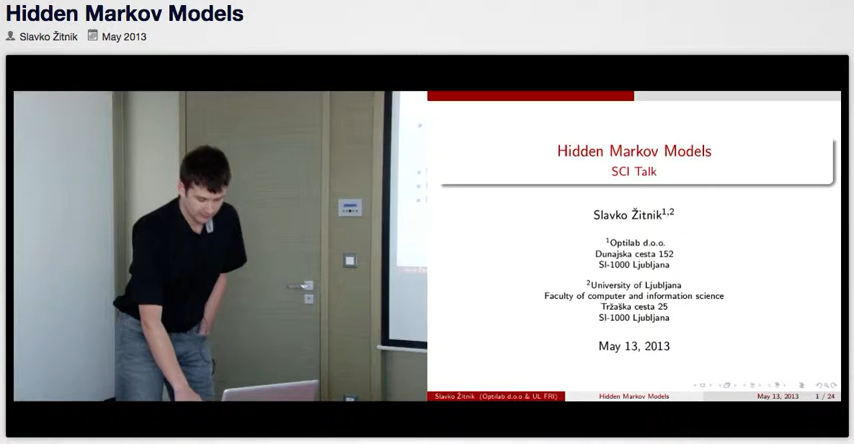 Hidden Markov Models
Slavko Žitnik May 2013
Hidden Markov Models
SCI Talk
Slavko Žitnik1,2
1Optilab d.o.o.
Dunajska cesta 152
SI-1000 Ljubljana
2University of Ljubljana
Faculty of computer and information science
Tržaška cesta 25
SI-1000 Ljubljana
May 13, 2013
Slavko Žitnik (Optilab d.o.o & UL FRI) Hidden Markov Models May 13, 2013 1 / 24